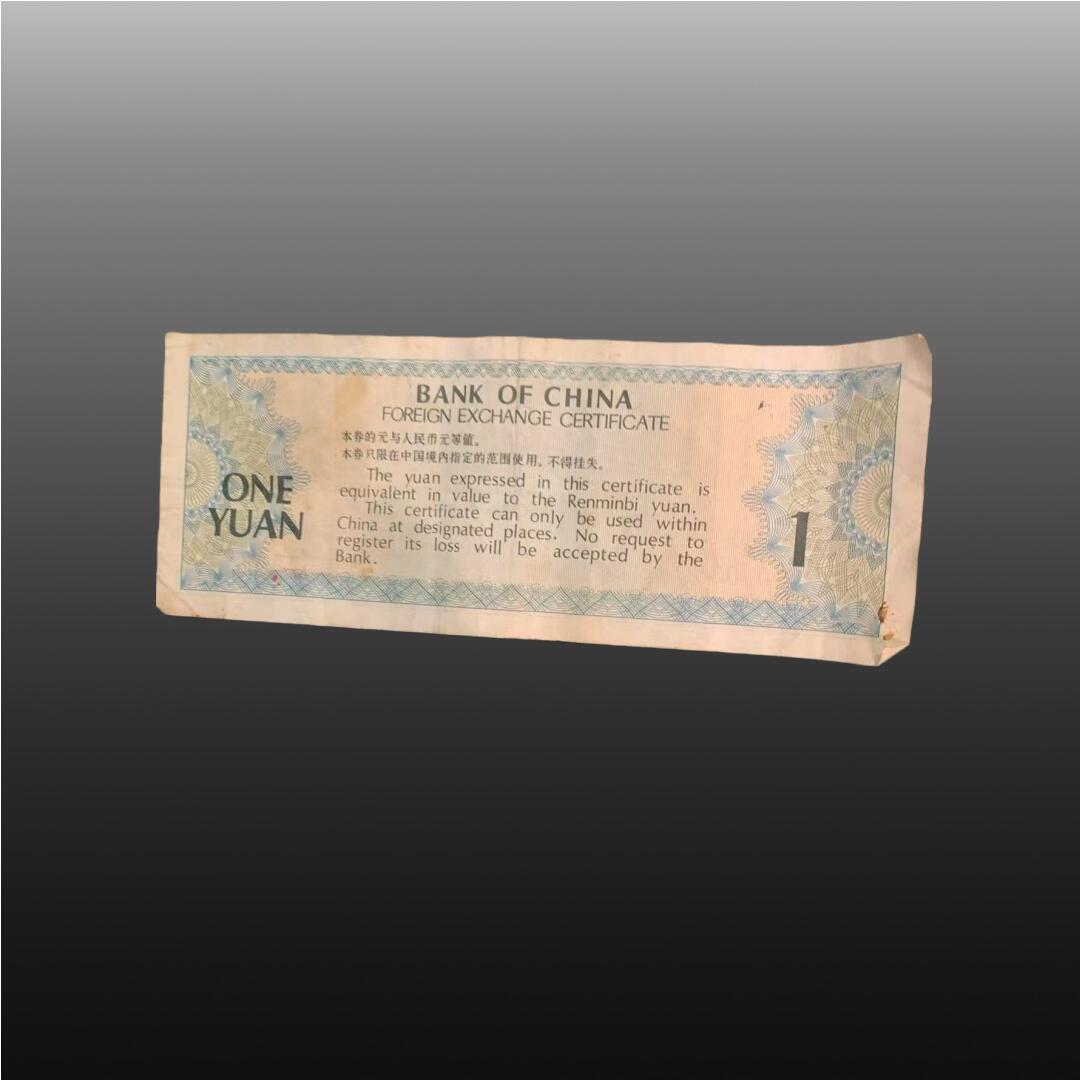 BANK OF CHINA
FOREIGN EXCHANGE CERTIFICATE
本券的元与人民币元等值。
本券只限在中国境内指定的范围使用。不得挂失。
The yuan expressed in this certificate is
equivalent in value to the Renminbi yuan.
This certificate can only be used within
China at designated places. No request to
register its loss will be accepted by the
Bank.
ONE
YUAN
1